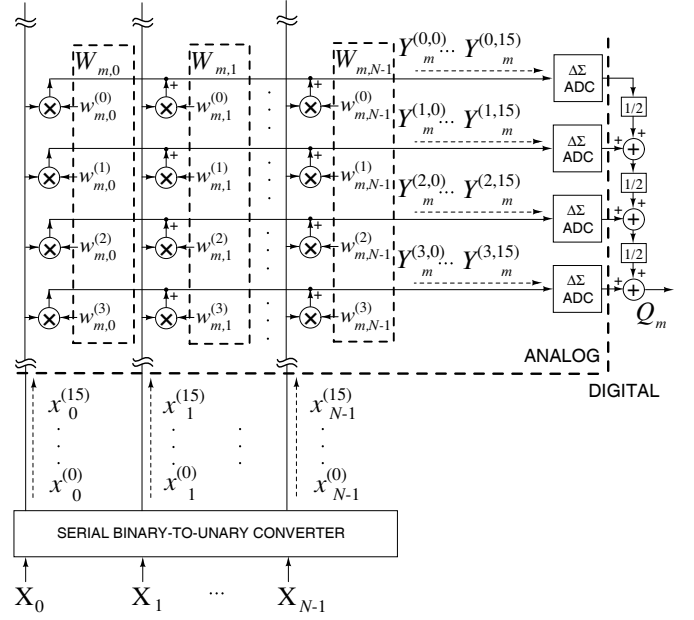 W_{m,0} W_{m,1} W_{m,N-1} Y_m^{(0,0)} ... Y_m^{(0,15)} ΔΣ ADC
w_{m,0}^{(0)} + w_{m,1}^{(0)} + w_{m,N-1}^{(0)} 1/2
Y_m^{(1,0)} ... Y_m^{(1,15)} ΔΣ ADC + + +
w_{m,0}^{(1)} + w_{m,1}^{(1)} + w_{m,N-1}^{(1)} 1/2
Y_m^{(2,0)} ... Y_m^{(2,15)} ΔΣ ADC + + +
w_{m,0}^{(2)} + w_{m,1}^{(2)} + w_{m,N-1}^{(2)} 1/2
Y_m^{(3,0)} ... Y_m^{(3,15)} ΔΣ ADC + + +
w_{m,0}^{(3)} + w_{m,1}^{(3)} + w_{m,N-1}^{(3)} Q_m
ANALOG
DIGITAL
x_0^{(15)} x_1^{(15)} x_{N-1}^{(15)}
x_0^{(0)} x_1^{(0)} x_{N-1}^{(0)}
SERIAL BINARY-TO-UNARY CONVERTER
X_0 X_1 ... X_{N-1}